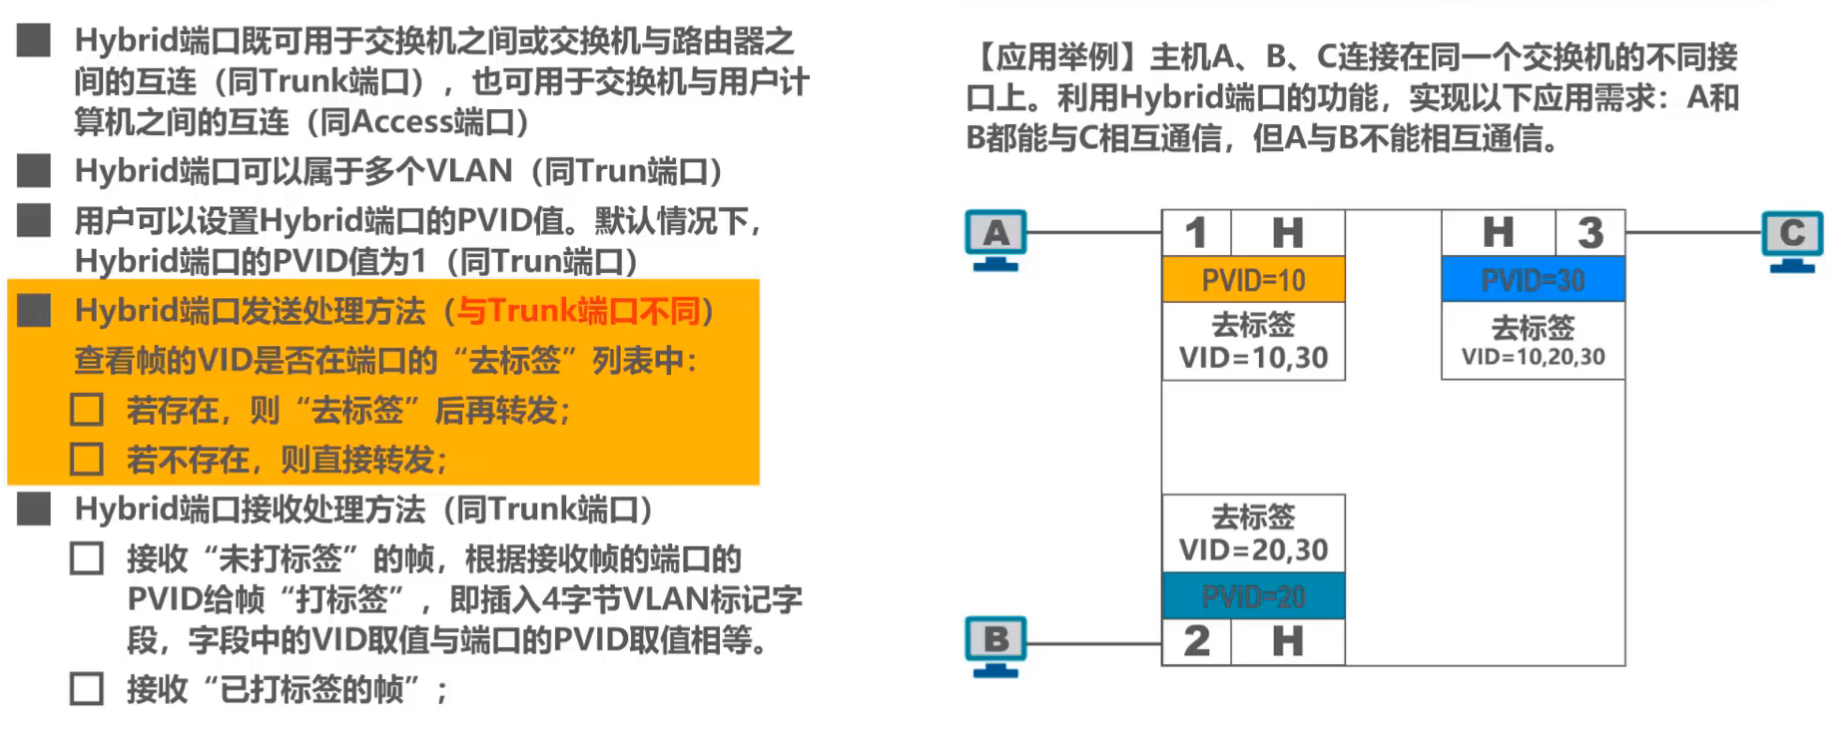 Hybrid端口既可用于交换机之间或交换机与路由器之
间的互连（同Trunk端口），也可用于交换机与用户计
算机之间的互连（同Access端口）
Hybrid端口可以属于多个VLAN（同Trun端口）
用户可以设置Hybrid端口的PVID值。默认情况下，
Hybrid端口的PVID值为1（同Trun端口）
Hybrid端口发送处理方法（与Trunk端口不同）
查看帧的VID是否在端口的“去标签”列表中：
若存在，则“去标签”后再转发；
若不存在，则直接转发；
Hybrid端口接收处理方法（同Trunk端口）
接收“未打标签”的帧，根据接收帧的端口的
PVID给帧“打标签”，即插入4字节VLAN标记字
段，字段中的VID取值与端口的PVID取值相等。
接收“已打标签的帧”；
【应用举例】主机A、B、C连接在同一个交换机的不同接
口上。利用Hybrid端口的功能，实现以下应用需求：A和
B都能与C相互通信，但A与B不能相互通信。
A
1 H
PVID=10
去标签
VID=10,30
H 3
PVID=30
去标签
VID=10,20,30
C
去标签
VID=20,30
PVID=20
2 H
B